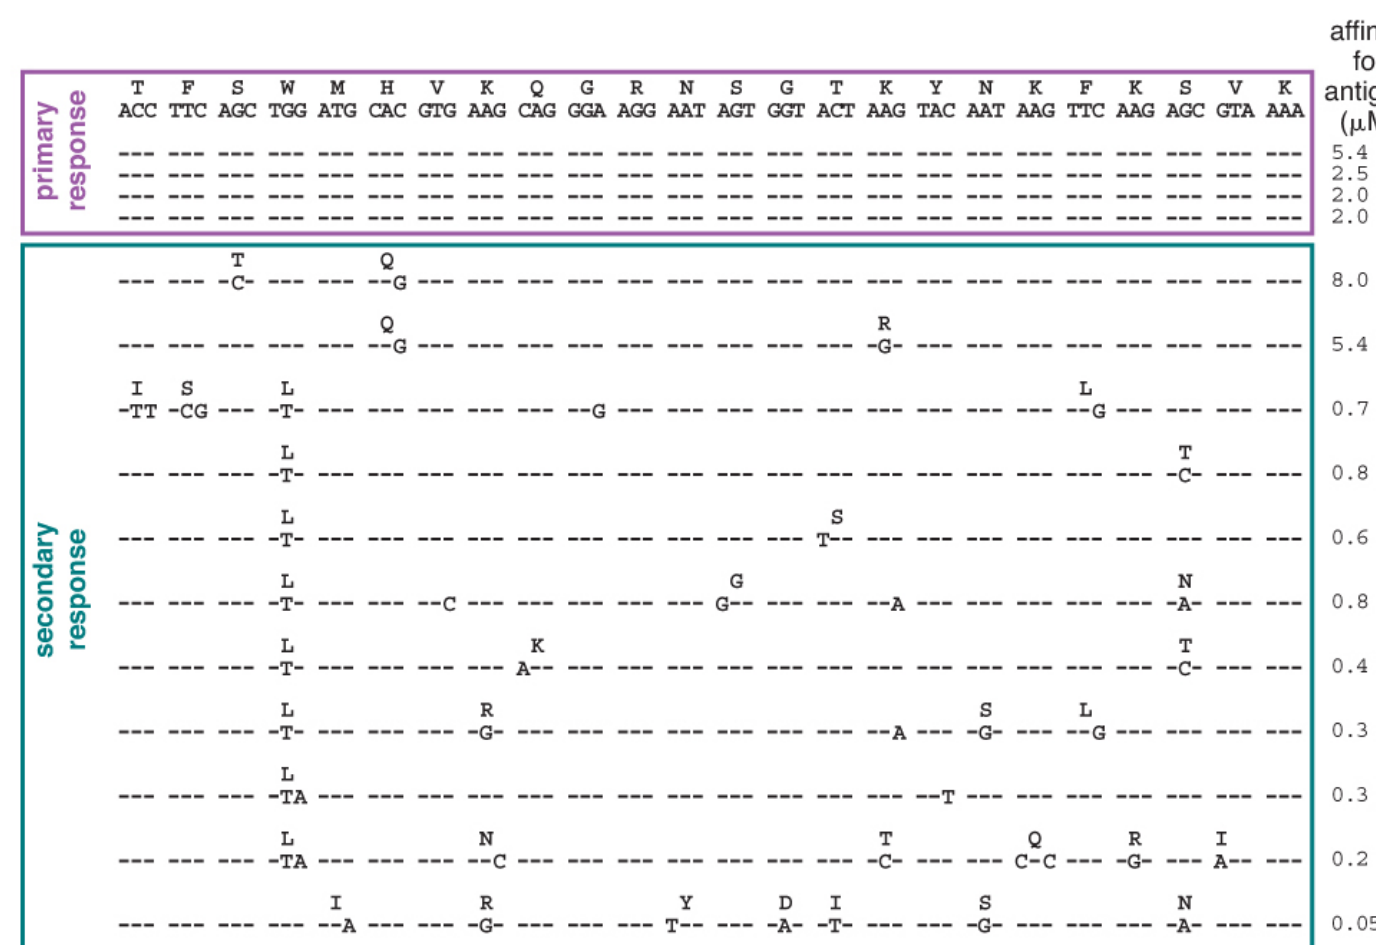 affin
fo
antig
(μM
primary
response
T F S W M H V K Q G R N S G T K Y N K F K S V K
ACC TTC AGC TGG ATG CAC GTG AAG CAG GGA AGG AAT AGT GGT ACT AAG TAC AAT AAG TTC AAG AGC GTA AAA
--- --- --- --- --- --- --- --- --- --- --- --- --- --- --- --- --- --- --- --- --- --- --- --- 5.4
--- --- --- --- --- --- --- --- --- --- --- --- --- --- --- --- --- --- --- --- --- --- --- --- 2.5
--- --- --- --- --- --- --- --- --- --- --- --- --- --- --- --- --- --- --- --- --- --- --- --- 2.0
--- --- --- --- --- --- --- --- --- --- --- --- --- --- --- --- --- --- --- --- --- --- --- --- 2.0
secondary
response
T Q
--- --- -C- --- --- --G --- --- --- --- --- --- --- --- --- --- --- --- --- --- --- --- --- --- 8.0
Q R
--- --- --- --- --- --G --- --- --- --- --- --- --- --- --- -G- --- --- --- --- --- --- --- --- 5.4
I S L L
-TT -CG --- -T- --- --- --- --- --- --G --- --- --- --- --- --- --- --- --- --G --- --- --- --- 0.7
L T
--- --- --- -T- --- --- --- --- --- --- --- --- --- --- --- --- --- --- --- --- --- -C- --- --- 0.8
L S
--- --- --- -T- --- --- --- --- --- --- --- --- --- --- T-- --- --- --- --- --- --- --- --- --- 0.6
L G N
--- --- --- -T- --- --- --C --- --- --- --- --- G-- --- --- --A --- --- --- --- --- -A- --- --- 0.8
L K T
--- --- --- -T- --- --- --- --- A-- --- --- --- --- --- --- --- --- --- --- --- --- -C- --- --- 0.4
L R S L
--- --- --- -T- --- --- --- -G- --- --- --- --- --- --- --- --A --- -G- --- --G --- --- --- --- 0.3
L
--- --- --- -TA --- --- --- --- --- --- --- --- --- --- --- --- --T --- --- --- --- --- --- --- 0.3
L N T Q R I
--- --- --- -TA --- --- --- --C --- --- --- --- --- --- --- -C- --- --- C-C --- -G- --- A-- --- 0.2
I R Y D I S N
--- --- --- --- --A --- --- -G- --- --- --- T-- --- -A- -T- --- --- -G- --- --- --- -A- --- --- 0.05